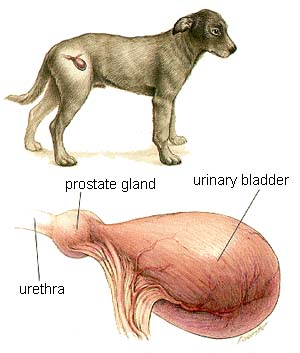 prostate gland
urinary bladder
urethra